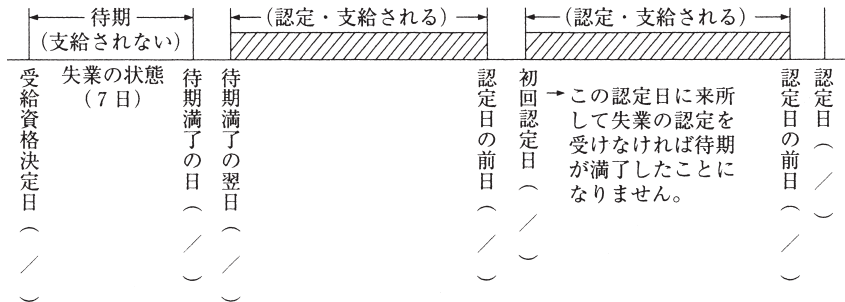 待期
(支給されない)
(認定・支給される)
(認定・支給される)
失業の状態
(7日)
受給資格決定日(/)
待期満了の日(/)
待期満了の翌日(/)
認定日の前日(/)
初回認定日(/)
→この認定日に来所
して失業の認定を
受けなければ待期
が満了したことに
なりません。
認定日の前日(/)
認定日(/)